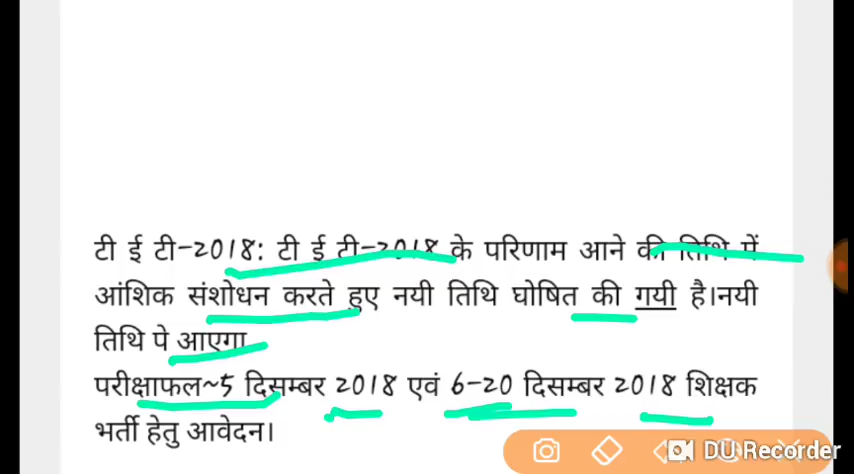 टी ई टी-2018: टी ई टी-2018 के परिणाम आने की तिथि में
आंशिक संशोधन करते हुए नयी तिथि घोषित की गयी है।नयी
तिथि पे आएगा
परीक्षाफल~5 दिसम्बर 2018 एवं 6-20 दिसम्बर 2018 शिक्षक
भर्ती हेतु आवेदन।
DU Recorder